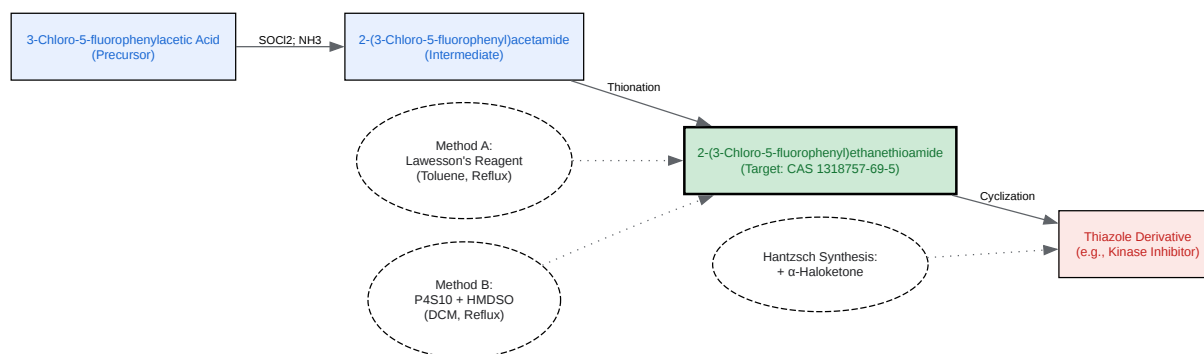 3-Chloro-5-fluorophenylacetic Acid
(Precursor)
SOCl2; NH3
2-(3-Chloro-5-fluorophenyl)acetamide
(Intermediate)
Thionation
Method A:
Lawesson's Reagent
(Toluene, Reflux)
2-(3-Chloro-5-fluorophenyl)ethanethioamide
(Target: CAS 1318757-69-5)
Cyclization
Method B:
P4S10 + HMDSO
(DCM, Reflux)
Hantzsch Synthesis:
+ α-Haloketone
Thiazole Derivative
(e.g., Kinase Inhibitor)